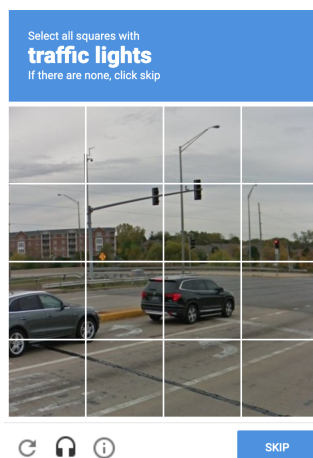 Select all squares with
traffic lights
If there are none, click skip
SKIP